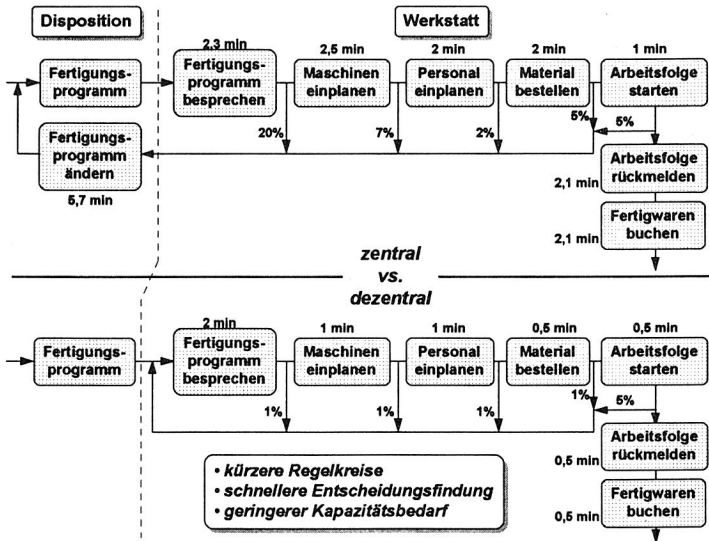 Disposition
Werkstatt
2,3 min
2,5 min
2 min
2 min
1 min
Fertigungs-
programm
Fertigungs-
programm
besprechen
Maschinen
einplanen
Personal
einplanen
Material
bestellen
Arbeitsfolge
starten
20%
7%
2%
5%
5%
Fertigungs-
programm
ändern
5,7 min
Arbeitsfolge
rückmelden
2,1 min
Fertigwaren
buchen
2,1 min
zentral
vs.
dezentral
2 min
1 min
1 min
0,5 min
0,5 min
Fertigungs-
programm
Fertigungs-
programm
besprechen
Maschinen
einplanen
Personal
einplanen
Material
bestellen
Arbeitsfolge
starten
1%
1%
1%
1%
5%
Arbeitsfolge
rückmelden
0,5 min
Fertigwaren
buchen
0,5 min
• kürzere Regelkreise
• schnellere Entscheidungsfindung
• geringerer Kapazitätsbedarf